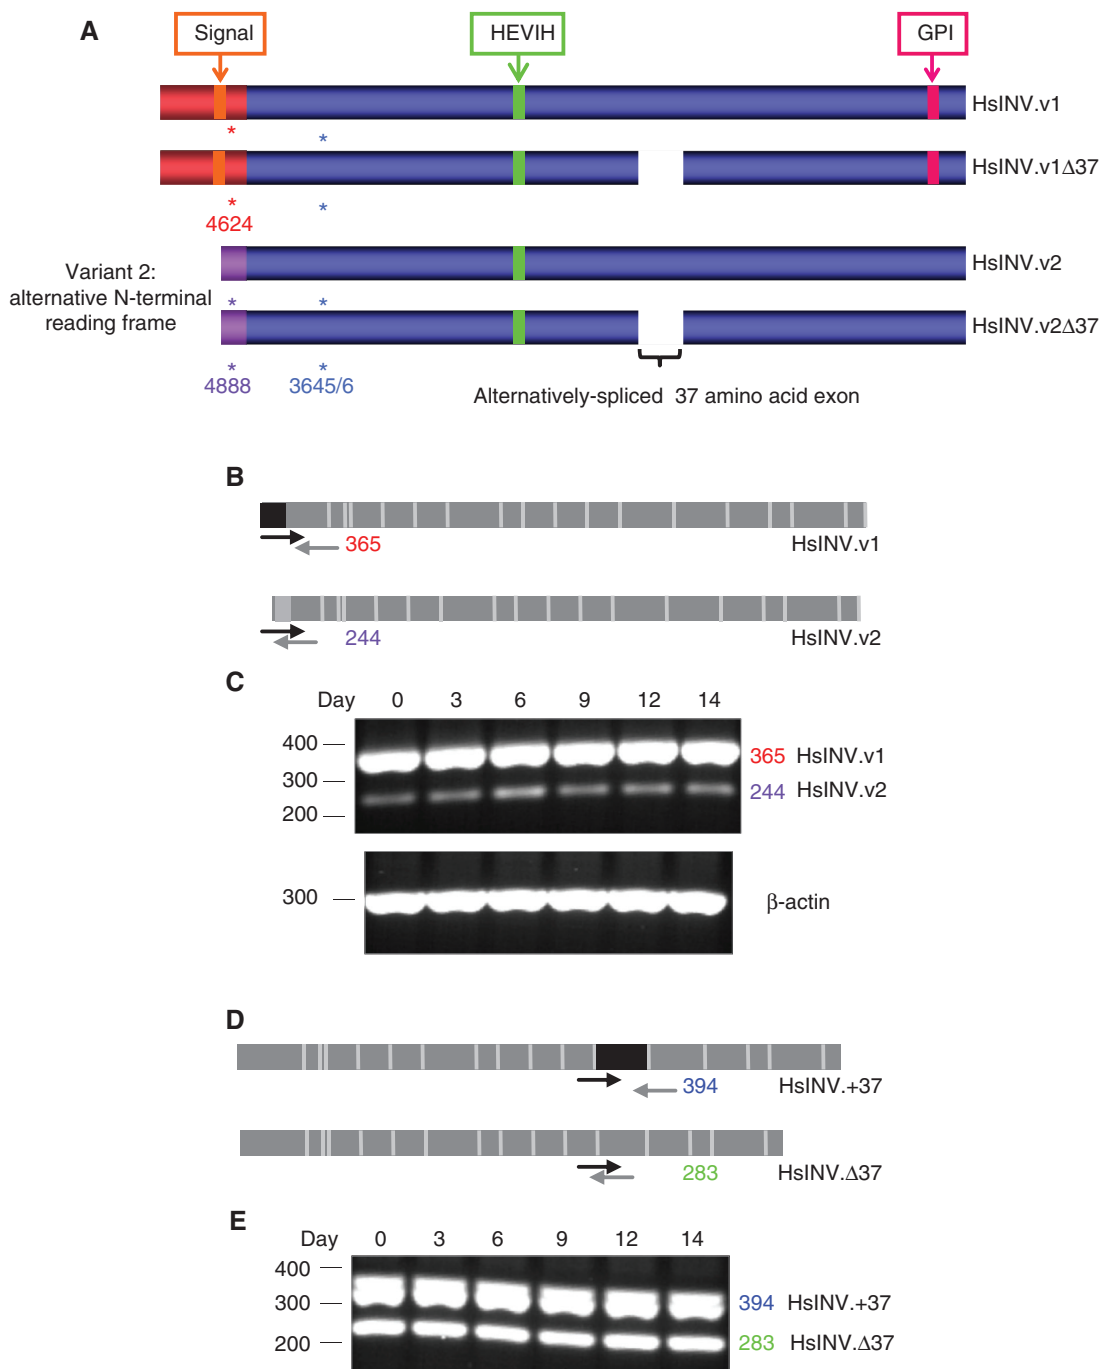 A
Signal
HEVIH
GPI
HsINV.v1
* *
HsINV.v1Δ37
* *
4624
HsINV.v2
Variant 2:
alternative N-terminal
reading frame
* *
HsINV.v2Δ37
* *
4888
3645/6
Alternatively-spliced 37 amino acid exon
B
365
HsINV.v1
244
HsINV.v2
C
Day 0 3 6 9 12 14
400
300
200
365 HsINV.v1
244 HsINV.v2
300
β-actin
D
394
HsINV.+37
283
HsINV.Δ37
E
Day 0 3 6 9 12 14
400
300
200
394 HsINV.+37
283 HsINV.Δ37